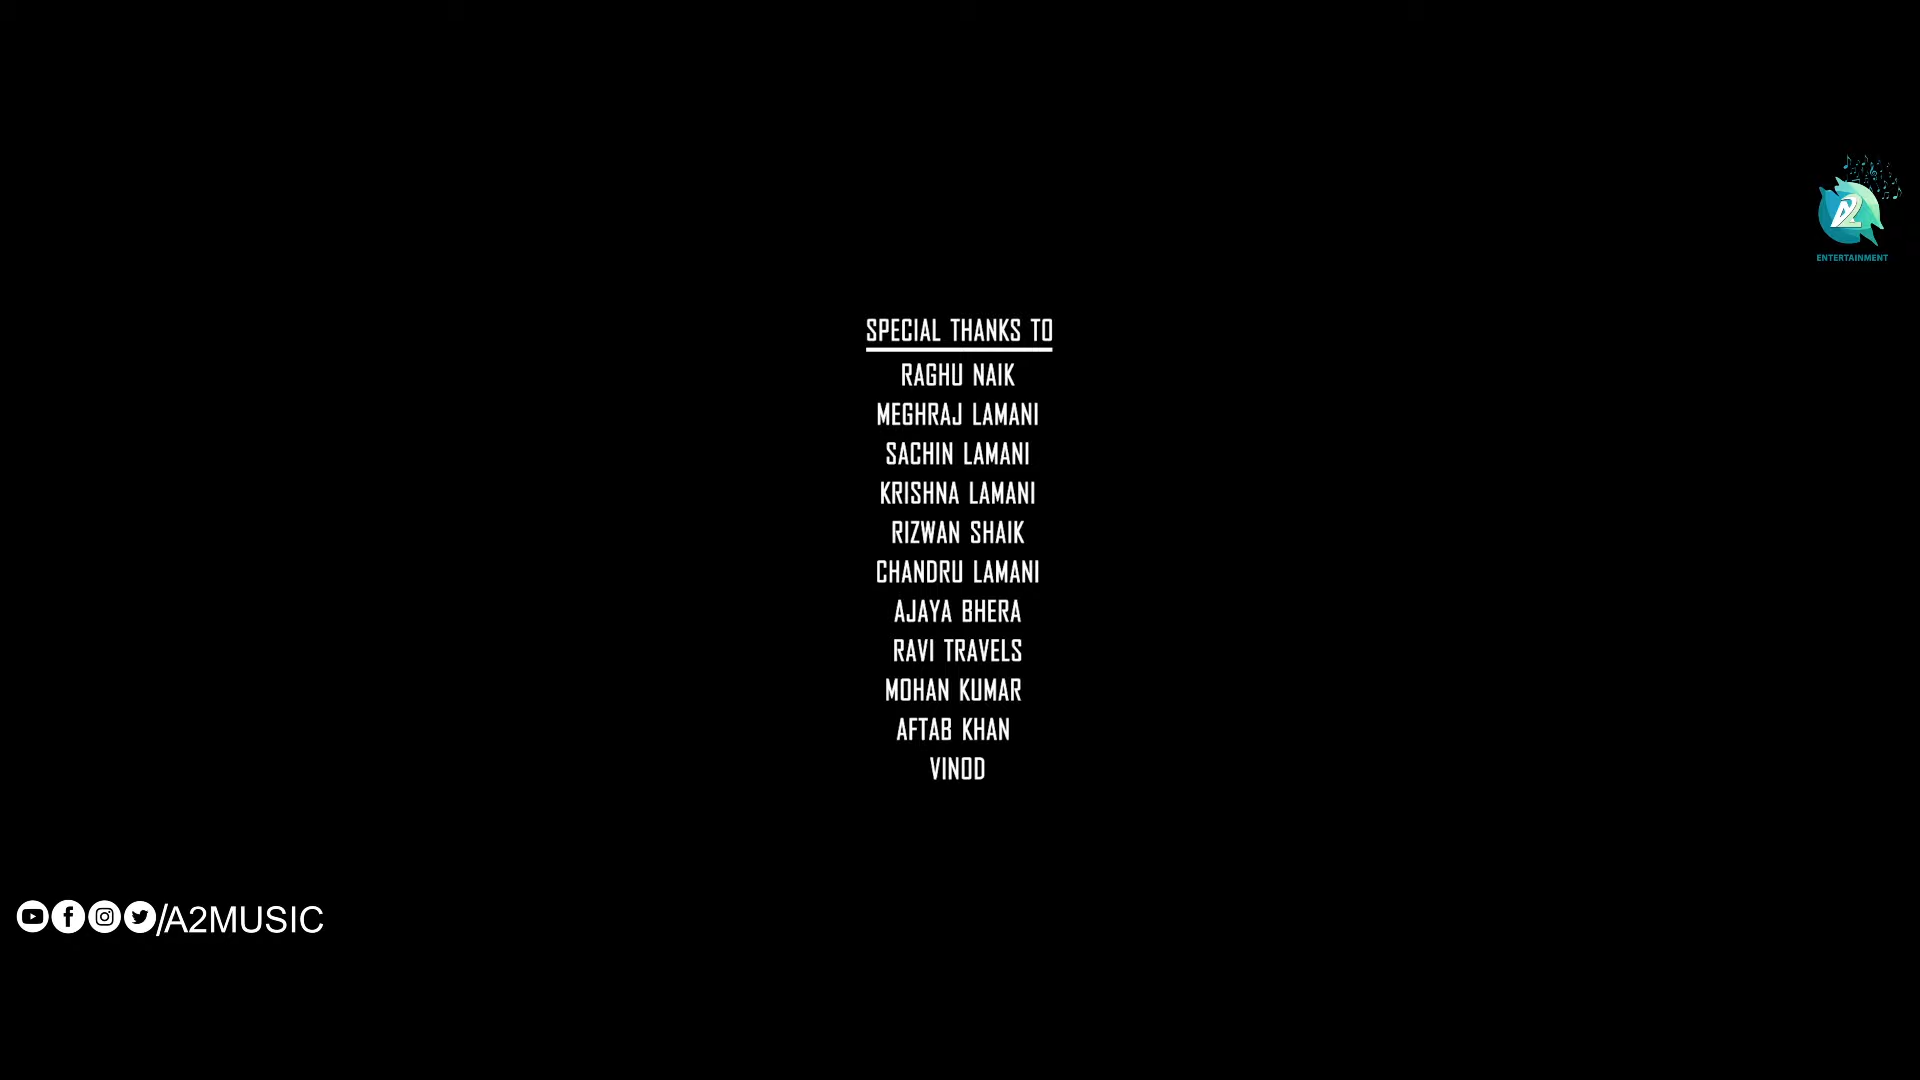 A2
ENTERTAINMENT
SPECIAL THANKS TO
RAGHU NAIK
MEGHRAJ LAMANI
SACHIN LAMANI
KRISHNA LAMANI
RIZWAN SHAIK
CHANDRU LAMANI
AJAYA BHERA
RAVI TRAVELS
MOHAN KUMAR
AFTAB KHAN
VINOD
/A2MUSIC